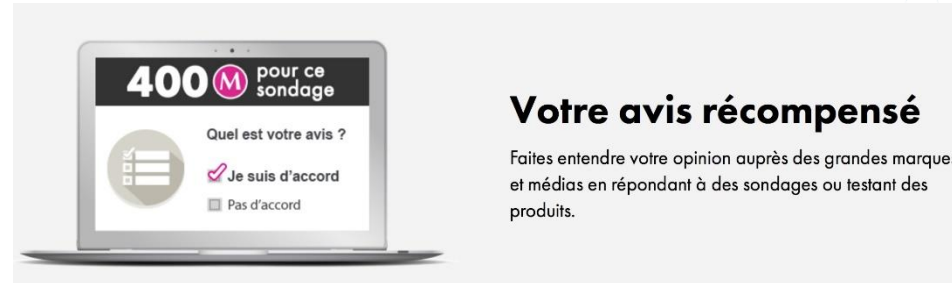 400 M pour ce
sondage
Quel est votre avis ?
Je suis d'accord
Pas d'accord
Votre avis récompensé
Faites entendre votre opinion auprès des grandes marque
et médias en répondant à des sondages ou testant des
produits.